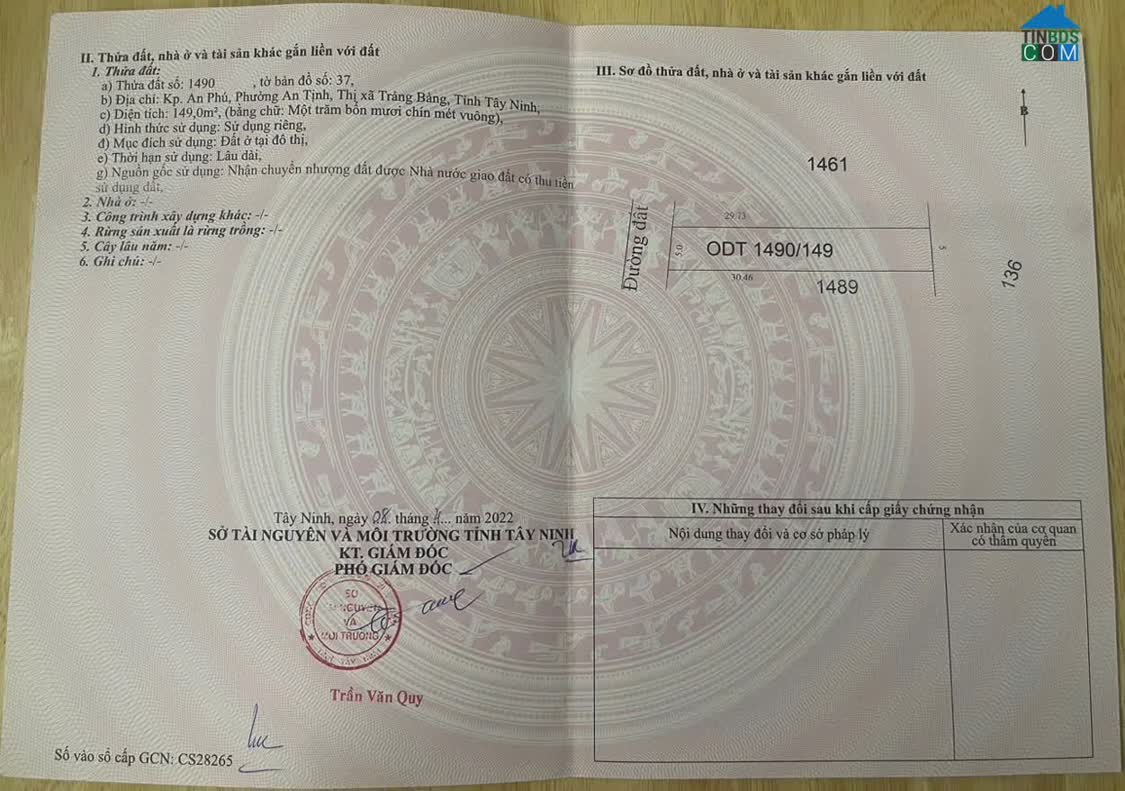 TINBDS
COM
II. Thửa đất, nhà ở và tài sản khác gắn liền với đất
1. Thửa đất:
a) Thửa đất số: 1490 , tờ bản đồ số: 37,
b) Địa chỉ: Kp. An Phú, Phường An Tịnh, Thị xã Trảng Bàng, Tỉnh Tây Ninh,
c) Diện tích: 149,0m², (bằng chữ: Một trăm bốn mươi chín mét vuông),
d) Hình thức sử dụng: Sử dụng riêng,
đ) Mục đích sử dụng: Đất ở tại đô thị,
e) Thời hạn sử dụng: Lâu dài,
g) Nguồn gốc sử dụng: Nhận chuyển nhượng đất được Nhà nước giao đất có thu tiền
sử dụng đất,
2. Nhà ở: -/-
3. Công trình xây dựng khác: -/-
4. Rừng sản xuất là rừng trồng: -/-
5. Cây lâu năm: -/-
6. Ghi chú: -/-
Tây Ninh, ngày 08 tháng ... năm 2022
SỞ TÀI NGUYÊN VÀ MÔI TRƯỜNG TỈNH TÂY NINH
KT. GIÁM ĐỐC
PHÓ GIÁM ĐỐC
SỞ
NGUYÊN
VÀ
MÔI TRƯỜNG
Trần Văn Quy
Số vào sổ cấp GCN: CS28265
III. Sơ đồ thửa đất, nhà ở và tài sản khác gắn liền với đất
B
1461
Đường đất
29.73
5.0
ODT 1490/149
5
30.46
1489
136
IV. Những thay đổi sau khi cấp giấy chứng nhận
Nội dung thay đổi và cơ sở pháp lý
Xác nhận của cơ quan
có thẩm quyền